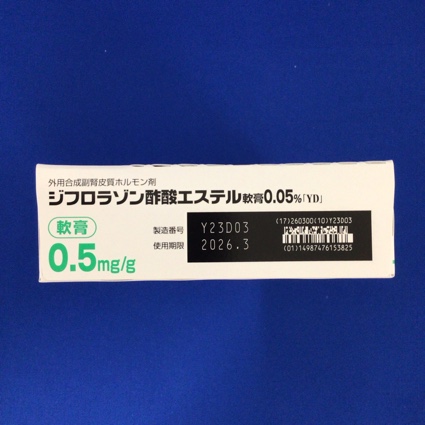 外用合成副腎皮質ホルモン剤
ジフロラゾン酢酸エステル軟膏0.05%「YD」
軟膏
0.5mg/g
製造番号 Y23D03
使用期限 2026.3
(17)260300(10)Y23D03
(01)14987476153825